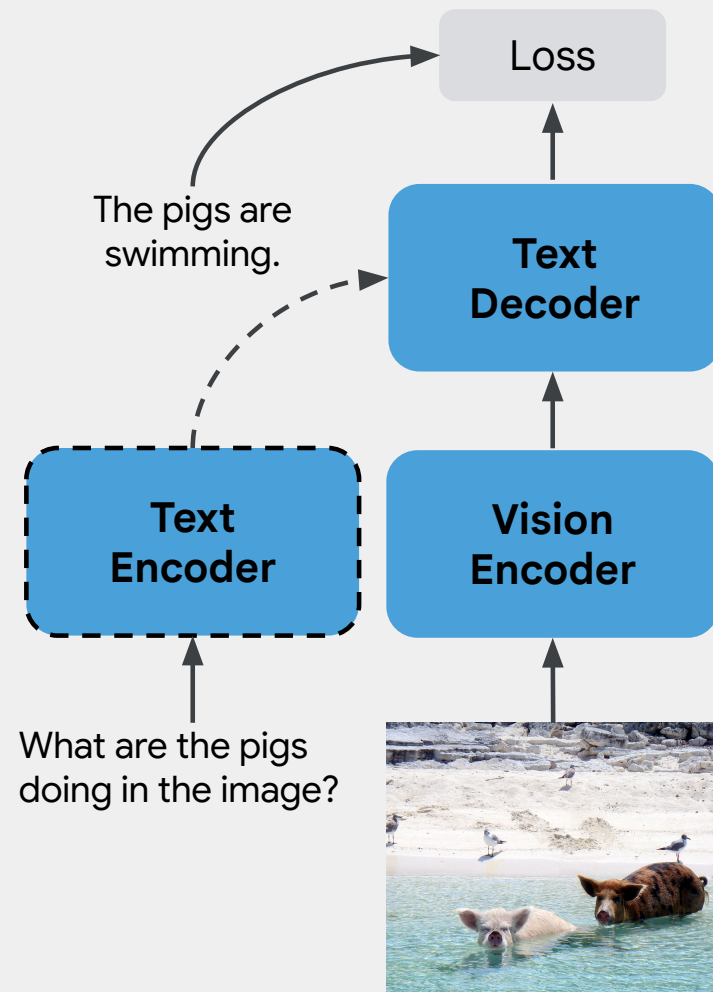 Loss
The pigs are
swimming.
Text
Decoder
Text
Encoder
Vision
Encoder
What are the pigs
doing in the image?